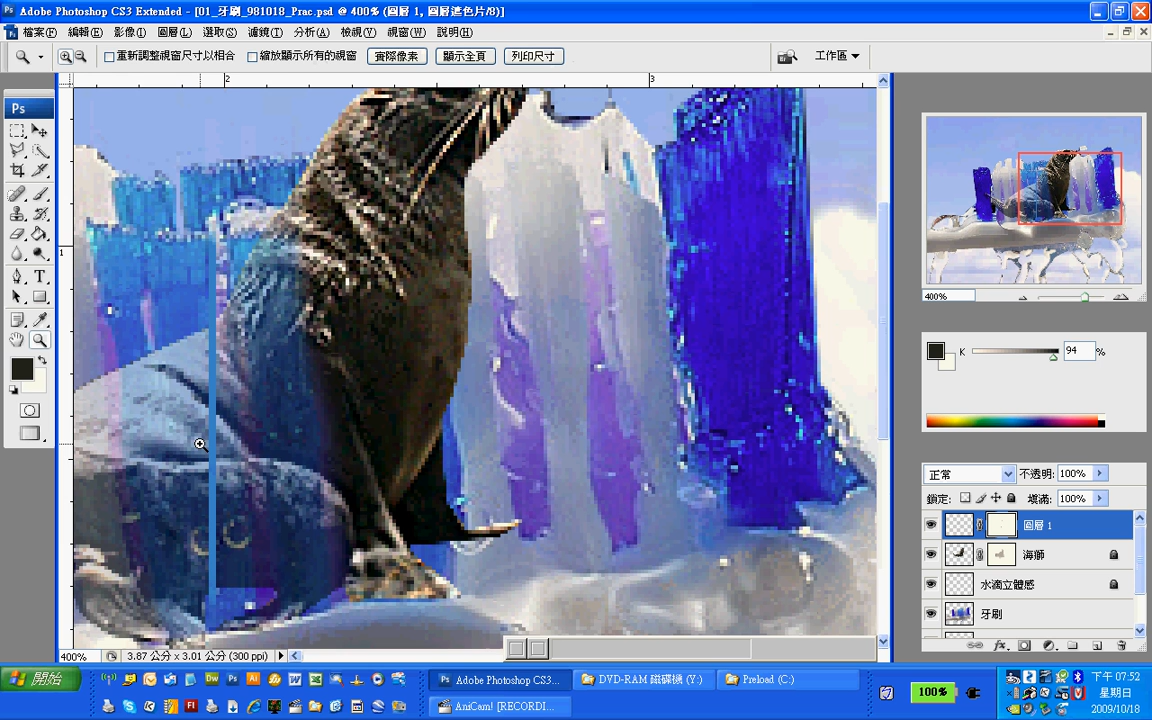 Adobe Photoshop CS3 Extended - [01_牙刷_981018_Prac.psd @ 400% (圖層 1, 圖層遮色片/8)]
檔案(F) 編輯(E) 影像(I) 圖層(L) 選取(S) 濾鏡(T) 分析(A) 檢視(V) 視窗(W) 說明(H)
重新調整視窗尺寸以相合 縮放顯示所有的視窗 實際像素 顯示全頁 列印尺寸 工作區
Ps
2 3
1
400%
K 94 %
正常 不透明: 100%
鎖定: 填滿: 100%
圖層 1
海獅
水滴立體感
牙刷
400% 3.87 公分 x 3.01 公分 (300 ppi)
開始 Adobe Photoshop CS3... DVD-RAM 磁碟機 (Y:) Preload (C:)
AniCam! [RECORDI...
100%
下午 07:52
星期日
2009/10/18